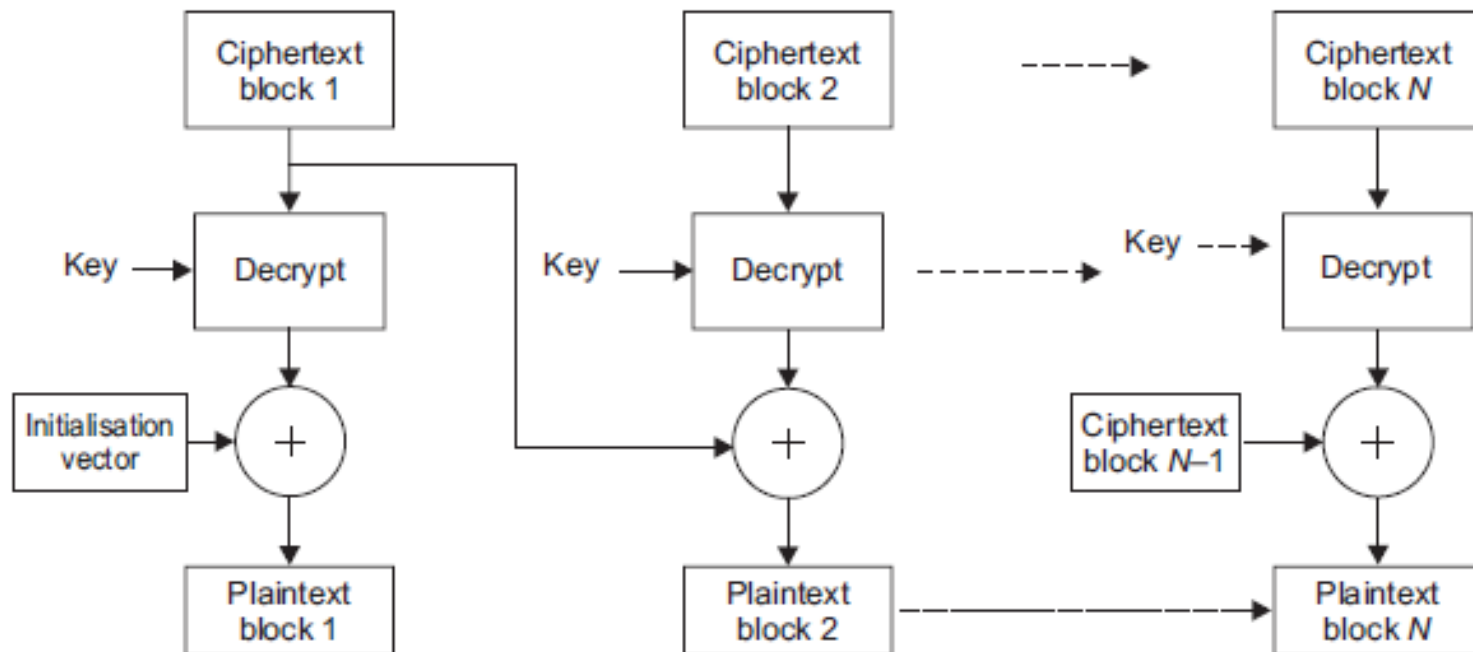 Ciphertext
block 1
Ciphertext
block 2
Ciphertext
block N
Key
Decrypt
Key
Decrypt
Key
Decrypt
Initialisation
vector
+
+
Ciphertext
block N–1
+
Plaintext
block 1
Plaintext
block 2
Plaintext
block N